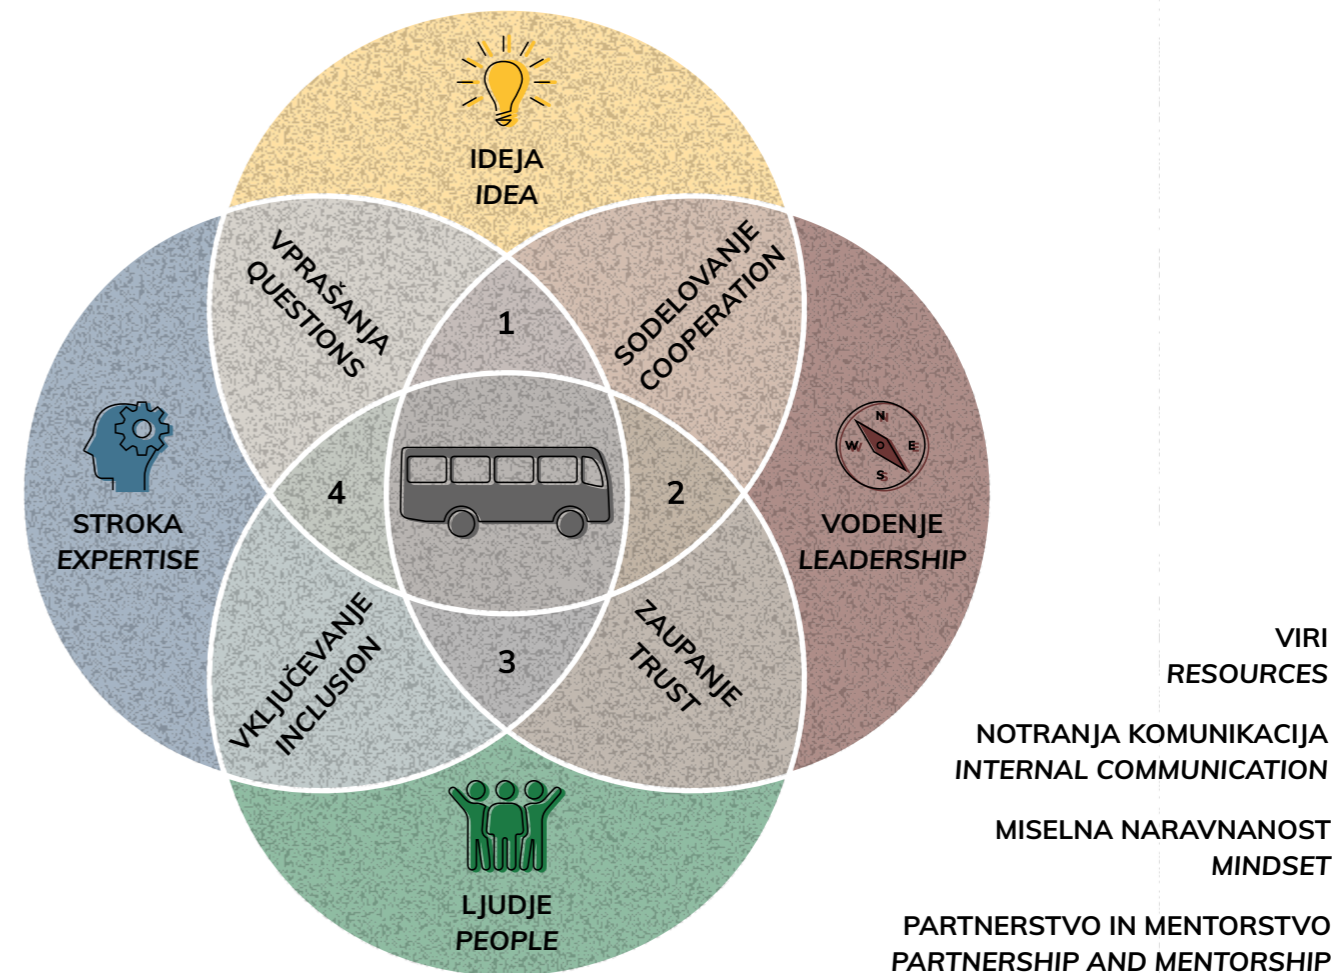 IDEJA
IDEA
VPRAŠANJA
QUESTIONS
SODELOVANJE
COOPERATION
1
N
W E
S
STROKA
EXPERTISE
4
2
VODENJE
LEADERSHIP
VKLJUČEVANJE
INCLUSION
3
ZAUPANJE
TRUST
LJUDJE
PEOPLE
VIRI
RESOURCES
NOTRANJA KOMUNIKACIJA
INTERNAL COMMUNICATION
MISELNA NARAVNANOST
MINDSET
PARTNERSTVO IN MENTORSTVO
PARTNERSHIP AND MENTORSHIP